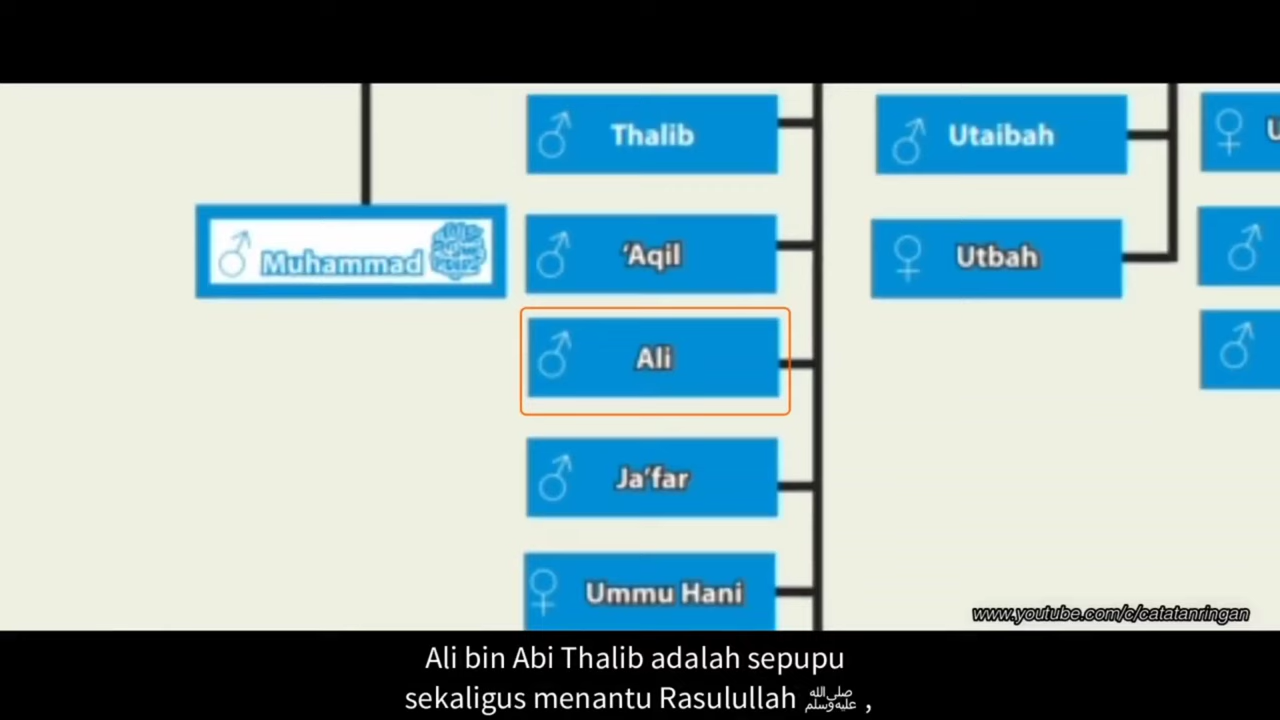 Thalib
Utaibah
Muhammad
‘Aqil
Utbah
Ali
Ja’far
Ummu Hani
www.youtube.com/c/catatanringan
Ali bin Abi Thalib adalah sepupu
sekaligus menantu Rasulullah ﷺ ,